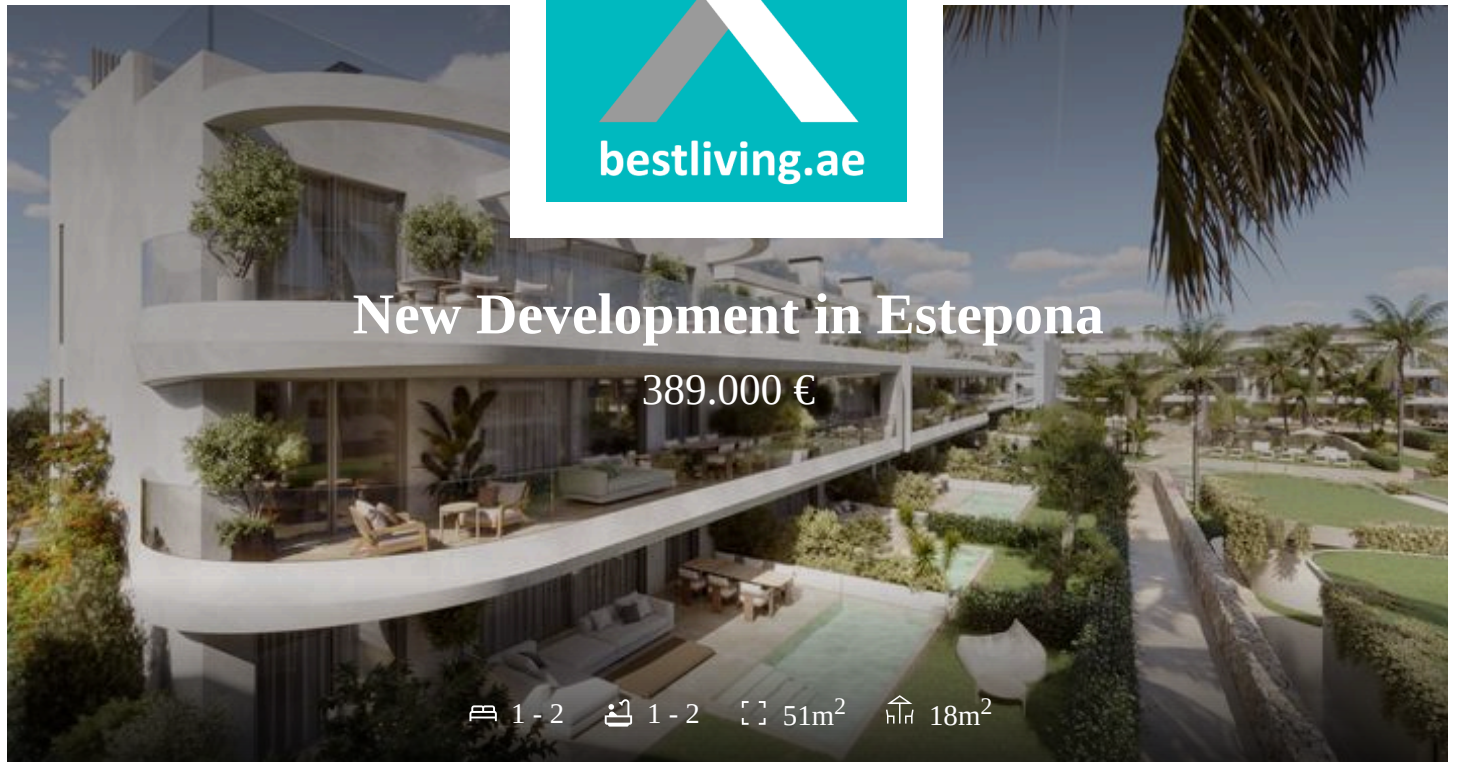 bestliving.ae
New Development in Estepona
389.000 €
1 - 2 1 - 2 51m² 18m²